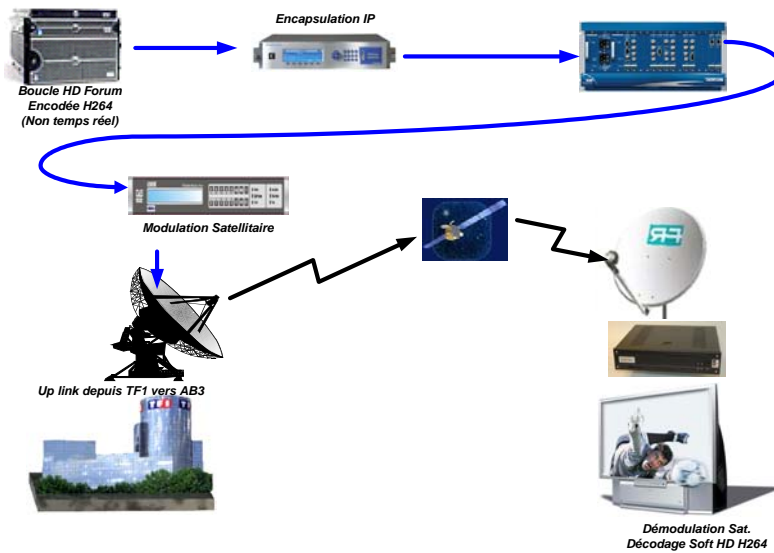 Encapsulation IP
Boucle HD Forum
Encodée H264
(Non temps réel)
Modulation Satellitaire
Up link depuis TF1 vers AB3
TF1
Démodulation Sat.
Décodage Soft HD H264